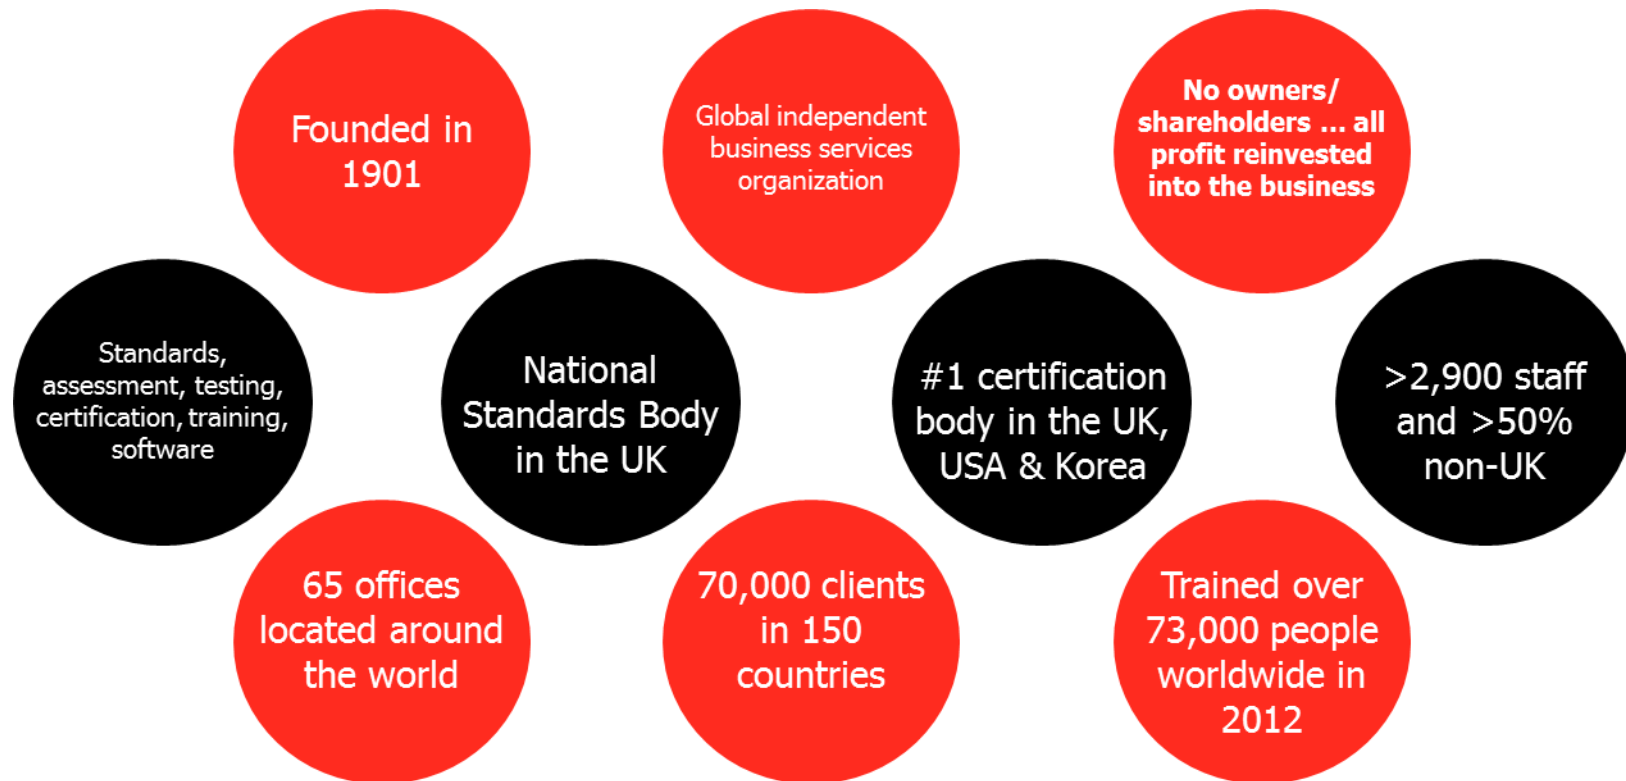 Founded in
1901
Global independent
business services
organization
No owners/
shareholders ... all
profit reinvested
into the business
Standards,
assessment, testing,
certification, training,
software
National
Standards Body
in the UK
#1 certification
body in the UK,
USA & Korea
>2,900 staff
and >50%
non-UK
65 offices
located around
the world
70,000 clients
in 150
countries
Trained over
73,000 people
worldwide in
2012